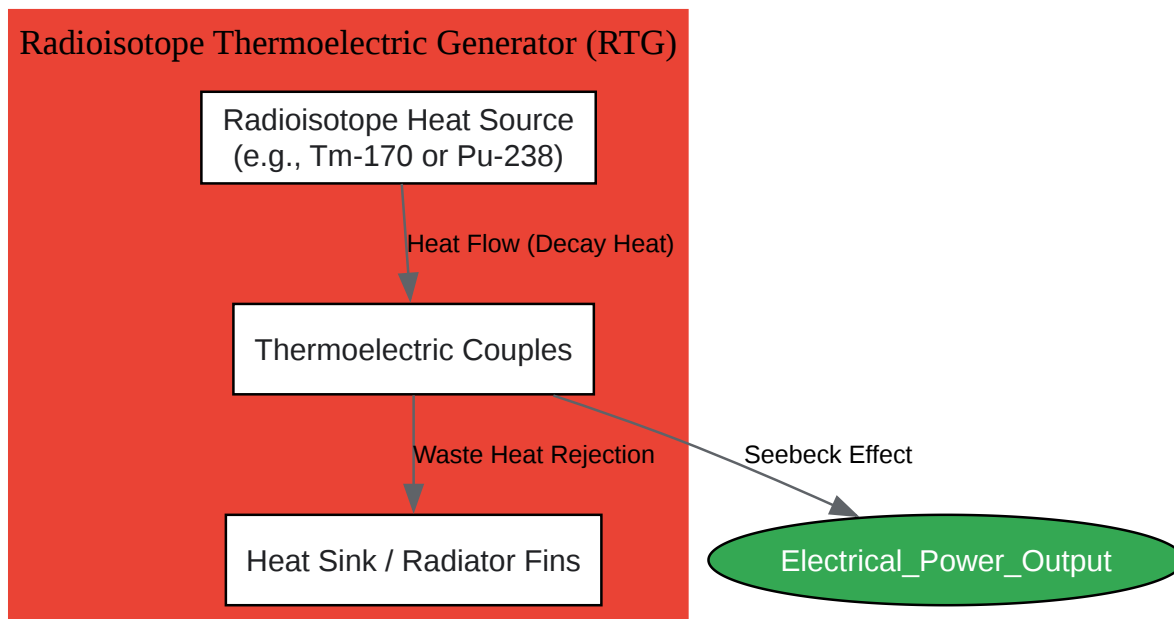 Radioisotope Thermoelectric Generator (RTG)
Radioisotope Heat Source
(e.g., Tm-170 or Pu-238)
Heat Flow (Decay Heat)
Thermoelectric Couples
Waste Heat Rejection
Seebeck Effect
Heat Sink / Radiator Fins
Electrical_Power_Output